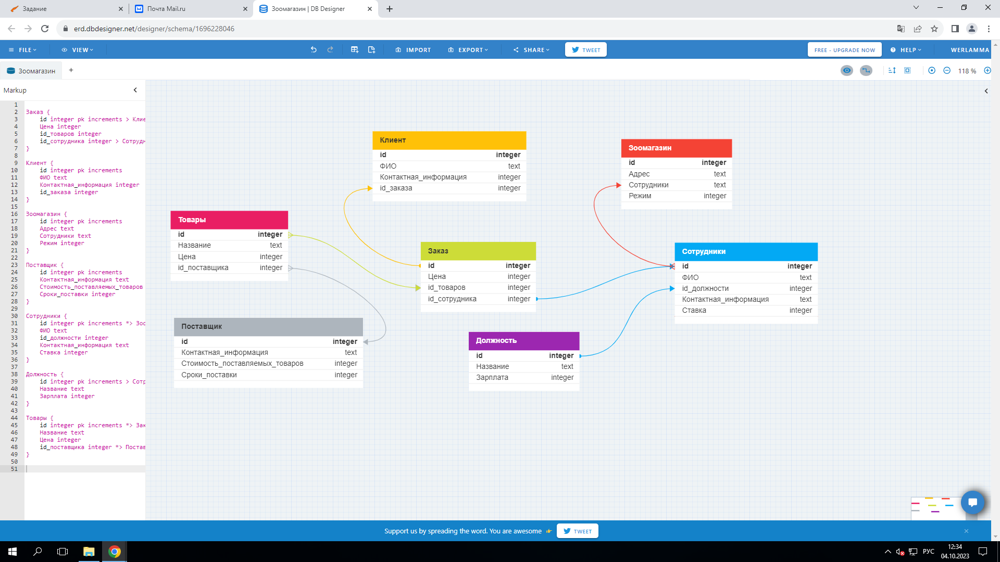 Задание
Почта Mail.ru
Зоомагазин | DB Designer
erd.dbdesigner.net/designer/schema/1696228046
FILE
VIEW
IMPORT
EXPORT
SHARE
TWEET
FREE - UPGRADE NOW
HELP
WERLAMMA
Зоомагазин
+
118 %
Markup
1
2 Заказ {
3 id integer pk increments > Клие
4 Цена integer
5 id_товаров integer
6 id_сотрудника integer > Сотрудн
7 }
8
9 Клиент {
10 id integer pk increments
11 ФИО text
12 Контактная_информация integer
13 id_заказа integer
14 }
15
16 Зоомагазин {
17 id integer pk increments
18 Адрес text
19 Сотрудники text
20 Режим integer
21 }
22
23 Поставщик {
24 id integer pk increments
25 Контактная_информация text
26 Стоимость_поставляемых_товаров
27 Сроки_поставки integer
28 }
29
30 Сотрудники {
31 id integer pk increments *> Зоо
32 ФИО text
33 id_должности integer
34 Контактная_информация text
35 Ставка integer
36 }
37
38 Должность {
39 id integer pk increments > Сотр
40 Название text
41 Зарплата integer
42 }
43
44 Товары {
45 id integer pk increments *> Зак
46 Название text
47 Цена integer
48 id_поставщика integer *> Постав
49 }
50
51
Клиент
id integer
ФИО text
Контактная_информация integer
id_заказа integer
Зоомагазин
id integer
Адрес text
Сотрудники text
Режим integer
Товары
id integer
Название text
Цена integer
id_поставщика integer
Заказ
id integer
Цена integer
id_товаров integer
id_сотрудника integer
Сотрудники
id integer
ФИО text
id_должности integer
Контактная_информация text
Ставка integer
Поставщик
id integer
Контактная_информация text
Стоимость_поставляемых_товаров integer
Сроки_поставки integer
Должность
id integer
Название text
Зарплата integer
Support us by spreading the word. You are awesome
TWEET
РУС
12:34
04.10.2023